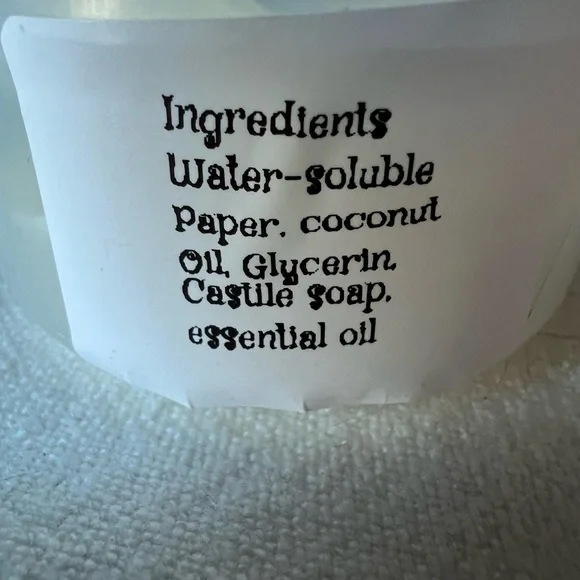 Ingredients
Water-soluble
Paper, coconut
Oil, Glycerin,
Castile soap,
essential oil